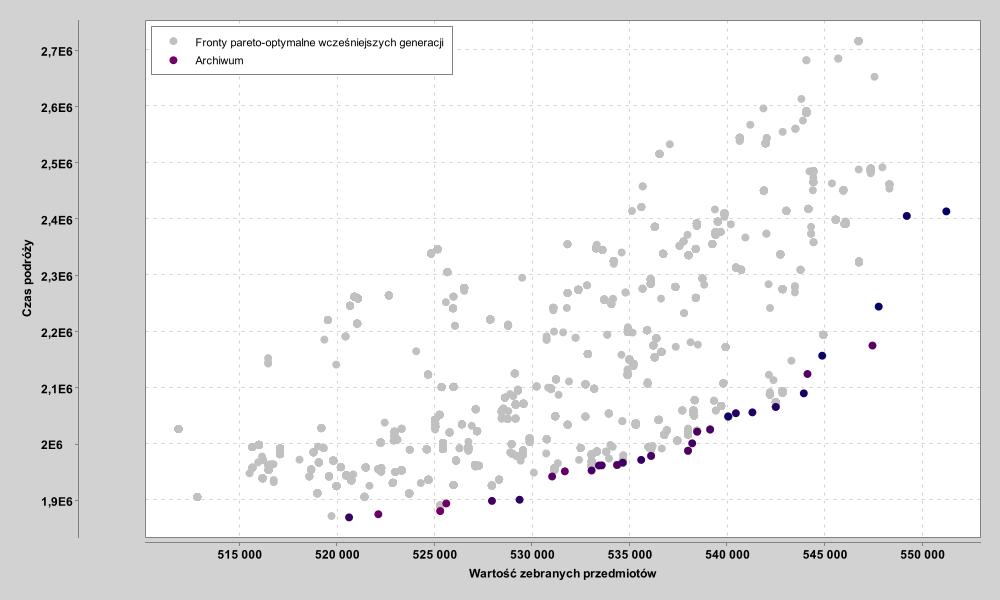 Fronty pareto-optymalne wcześniejszych generacji
Archiwum
2,7E6
2,6E6
2,5E6
2,4E6
2,3E6
2,2E6
2,1E6
2E6
1,9E6
Czas podróży
515 000 520 000 525 000 530 000 535 000 540 000 545 000 550 000
Wartość zebranych przedmiotów